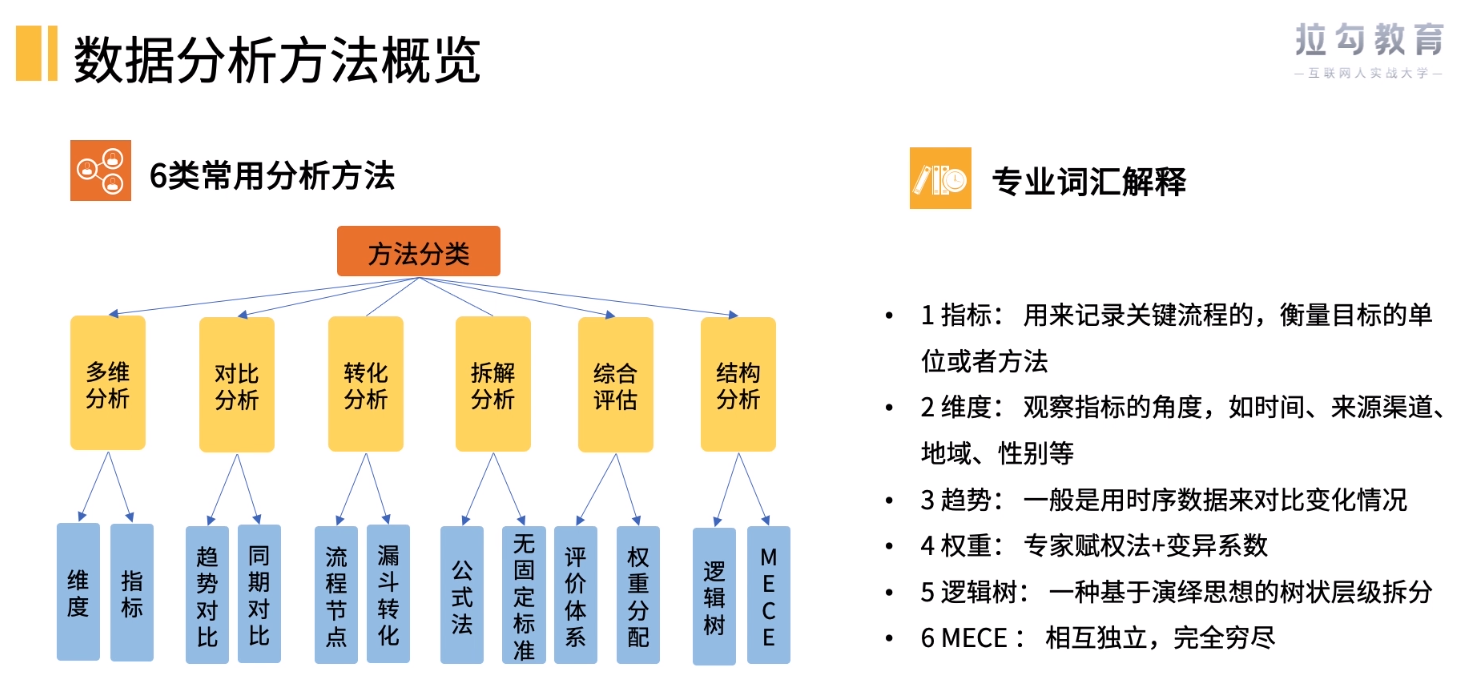 数据分析方法概览
拉勾教育
—互联网人实战大学—
6类常用分析方法
方法分类
多维
分析
对比
分析
转化
分析
拆解
分析
综合
评估
结构
分析
维度
指标
趋势对比
同期对比
流程节点
漏斗转化
公式法
无固定标准
评价体系
权重分配
逻辑树
MECE
专业词汇解释
• 1 指标： 用来记录关键流程的，衡量目标的单
位或者方法
• 2 维度： 观察指标的角度，如时间、来源渠道、
地域、性别等
• 3 趋势： 一般是用时序数据来对比变化情况
• 4 权重： 专家赋权法+变异系数
• 5 逻辑树： 一种基于演绎思想的树状层级拆分
• 6 MECE ： 相互独立，完全穷尽